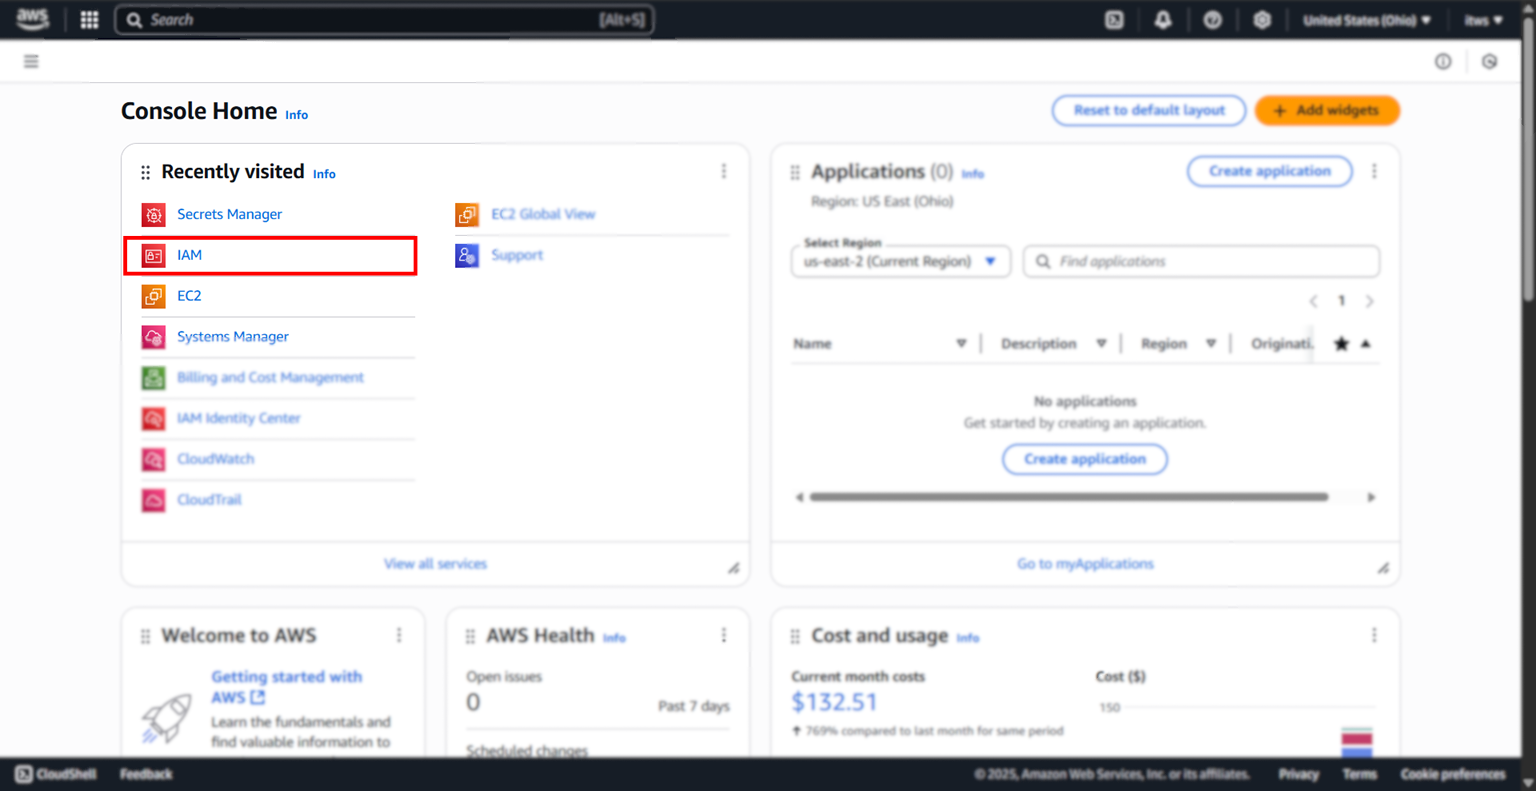 aws
Search [Alt+S]
United States (Ohio) ▼
itws ▼
Console Home Info
Reset to default layout
+ Add widgets
Recently visited Info
Secrets Manager
IAM
EC2
Systems Manager
Billing and Cost Management
IAM Identity Center
CloudWatch
CloudTrail
EC2 Global View
Support
View all services
Applications (0) Info
Create application
Region: US East (Ohio)
Select Region
us-east-2 (Current Region)
Find applications
1
Name Description Region Originati.
No applications
Get started by creating an application.
Create application
Go to myApplications
Welcome to AWS
Getting started with
AWS
Learn the fundamentals and
find valuable information to
AWS Health Info
Open issues
0
Past 7 days
Scheduled changes
Cost and usage Info
Current month costs
$132.51
769% compared to last month for same period
Cost ($)
150
CloudShell Feedback
© 2025, Amazon Web Services, Inc. or its affiliates. Privacy Terms Cookie preferences